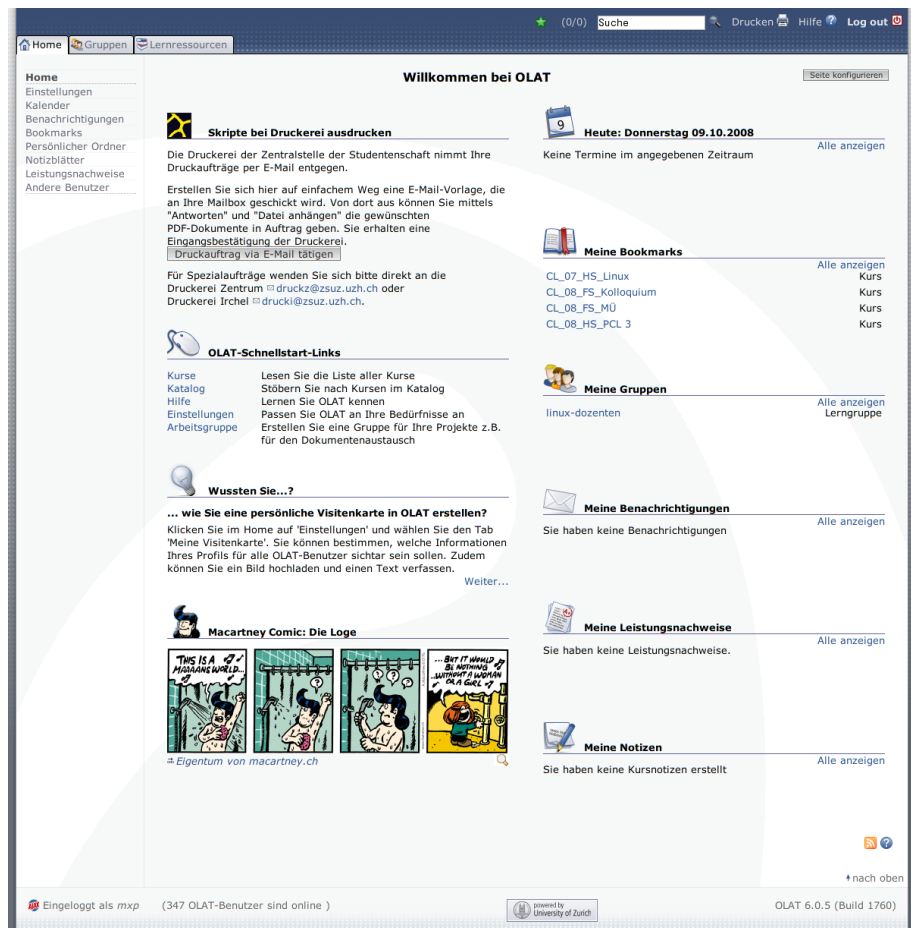 (0/0) Suche Drucken Hilfe Log out
Home Gruppen Lernressourcen
Home
Einstellungen
Kalender
Benachrichtigungen
Bookmarks
Persönlicher Ordner
Notizblätter
Leistungsnachweise
Andere Benutzer
Willkommen bei OLAT
Seite konfigurieren
Skripte bei Druckerei ausdrucken
Die Druckerei der Zentralstelle der Studentenschaft nimmt Ihre
Druckaufträge per E-Mail entgegen.
Erstellen Sie sich hier auf einfachem Weg eine E-Mail-Vorlage, die
an Ihre Mailbox geschickt wird. Von dort aus können Sie mittels
"Antworten" und "Datei anhängen" die gewünschten
PDF-Dokumente in Auftrag geben. Sie erhalten eine
Eingangsbestätigung der Druckerei.
Druckauftrag via E-Mail tätigen
Für Spezialaufträge wenden Sie sich bitte direkt an die
Druckerei Zentrum druckz@zsuz.uzh.ch oder
Druckerei Irchel drucki@zsuz.uzh.ch.
OLAT-Schnellstart-Links
Kurse Lesen Sie die Liste aller Kurse
Katalog Stöbern Sie nach Kursen im Katalog
Hilfe Lernen Sie OLAT kennen
Einstellungen Passen Sie OLAT an Ihre Bedürfnisse an
Arbeitsgruppe Erstellen Sie eine Gruppe für Ihre Projekte z.B.
für den Dokumentenaustausch
Wussten Sie...?
... wie Sie eine persönliche Visitenkarte in OLAT erstellen?
Klicken Sie im Home auf 'Einstellungen' und wählen Sie den Tab
'Meine Visitenkarte'. Sie können bestimmen, welche Informationen
Ihres Profils für alle OLAT-Benutzer sichtar sein sollen. Zudem
können Sie ein Bild hochladen und einen Text verfassen.
Weiter...
Macartney Comic: Die Loge
THIS IS A
MAAAANS WORLD...
?
?
? ? ?
...BUT IT WOULD
BE NOTHING
..WITHOUT A WOMAN
OR A GIRL
Eigentum von macartney.ch
9
Heute: Donnerstag 09.10.2008
Alle anzeigen
Keine Termine im angegebenen Zeitraum
Meine Bookmarks
Alle anzeigen
CL_07_HS_Linux Kurs
CL_08_FS_Kolloquium Kurs
CL_08_FS_MÜ Kurs
CL_08_HS_PCL 3 Kurs
Meine Gruppen
Alle anzeigen
linux-dozenten Lerngruppe
Meine Benachrichtigungen
Alle anzeigen
Sie haben keine Benachrichtigungen
A+
Meine Leistungsnachweise
Alle anzeigen
Sie haben keine Leistungsnachweise.
Meine Notizen
Alle anzeigen
Sie haben keine Kursnotizen erstellt
nach oben
Eingeloggt als mxp (347 OLAT-Benutzer sind online )
powered by
University of Zurich
OLAT 6.0.5 (Build 1760)